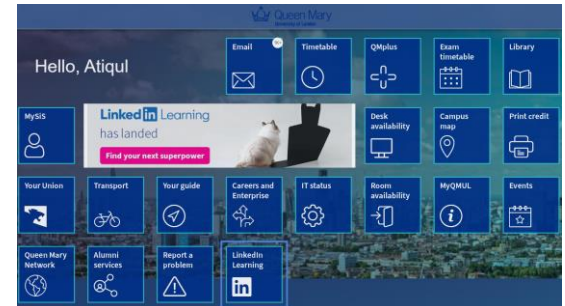 Queen Mary
University of London
Hello, Atiqul
Email
Timetable
QMplus
Exam
timetable
Library
MySiS
Linked in Learning
has landed
Find your next superpower
Desk
availability
Campus
map
Print credit
Your Union
Transport
Your guide
Careers and
Enterprise
IT status
Room
availability
MyQMUL
Events
Queen Mary
Network
Alumni
services
Report a
problem
LinkedIn
Learning
in